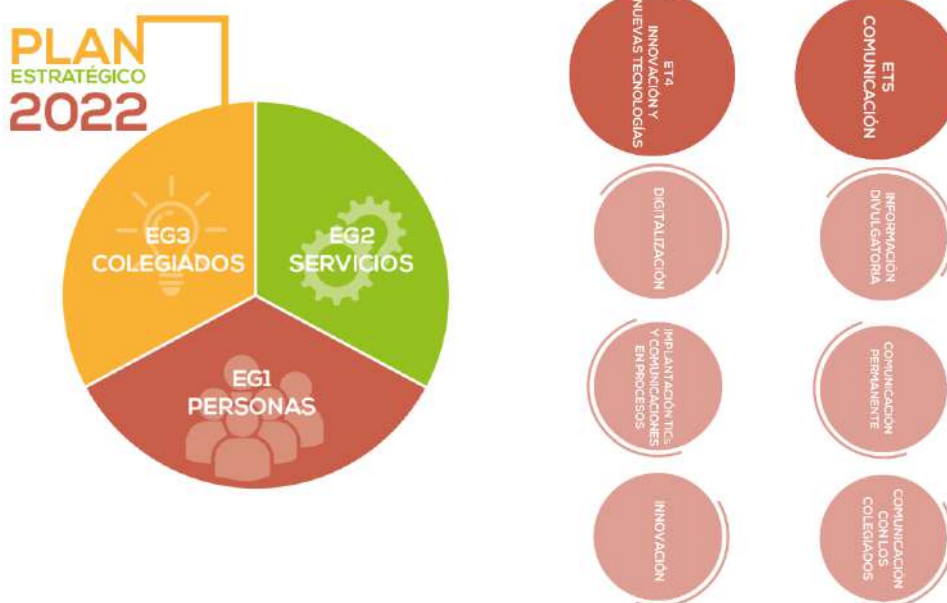 PLAN
ESTRATÉGICO
2022
EG3
COLEGIADOS
EG2
SERVICIOS
EG1
PERSONAS
ET4
INNOVACIÓN Y
NUEVAS TECNOLOGÍAS
DIGITALIZACIÓN
IMPLANTACIÓN TICs
Y COMUNICACIONES
EN PROCESOS
INNOVACIÓN
ET5
COMUNICACIÓN
INFORMACIÓN
DIVULGATORIA
COMUNICACIÓN
PERMANENTE
COMUNICACIÓN
CON LOS
COLEGIADOS